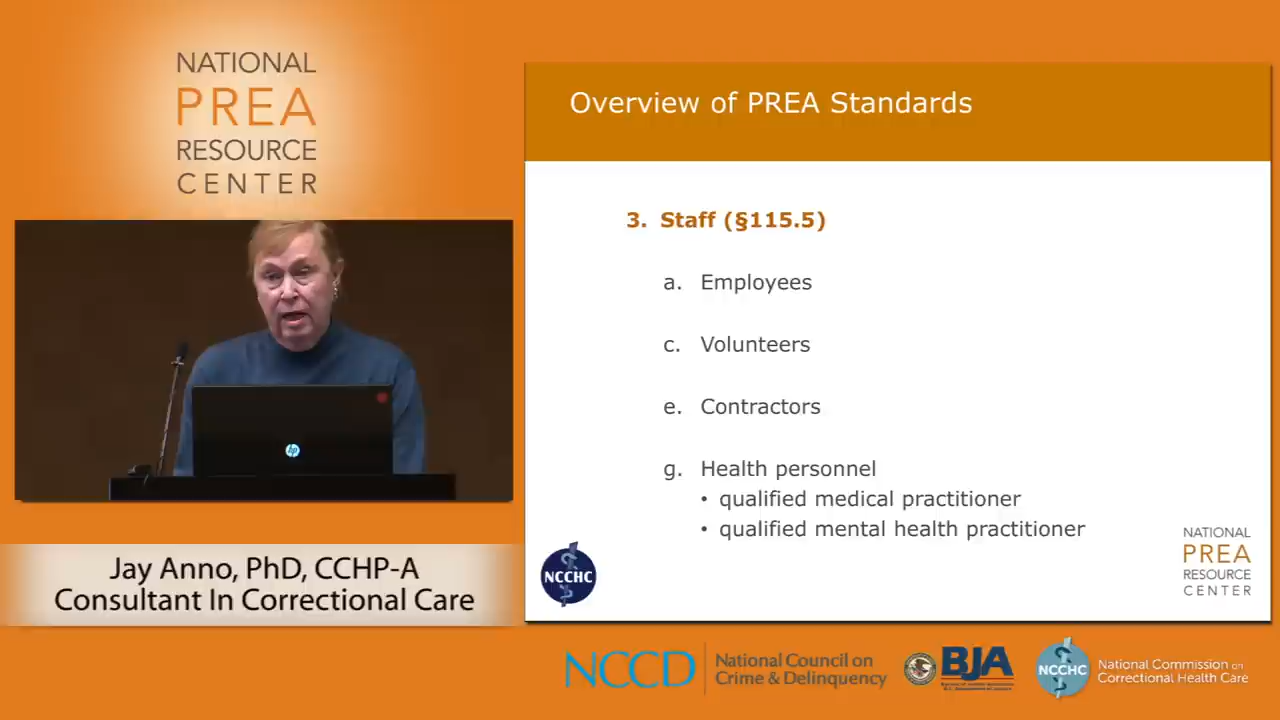 NATIONAL
PREA
RESOURCE
CENTER
Overview of PREA Standards
3. Staff (§115.5)
a. Employees
c. Volunteers
e. Contractors
g. Health personnel
• qualified medical practitioner
• qualified mental health practitioner
NCCHC
NATIONAL
PREA
RESOURCE
CENTER
hp
Jay Anno, PhD, CCHP-A
Consultant In Correctional Care
NCCD
National Council on
Crime & Delinquency
BJA
NCCHC
National Commission on
Correctional Health Care